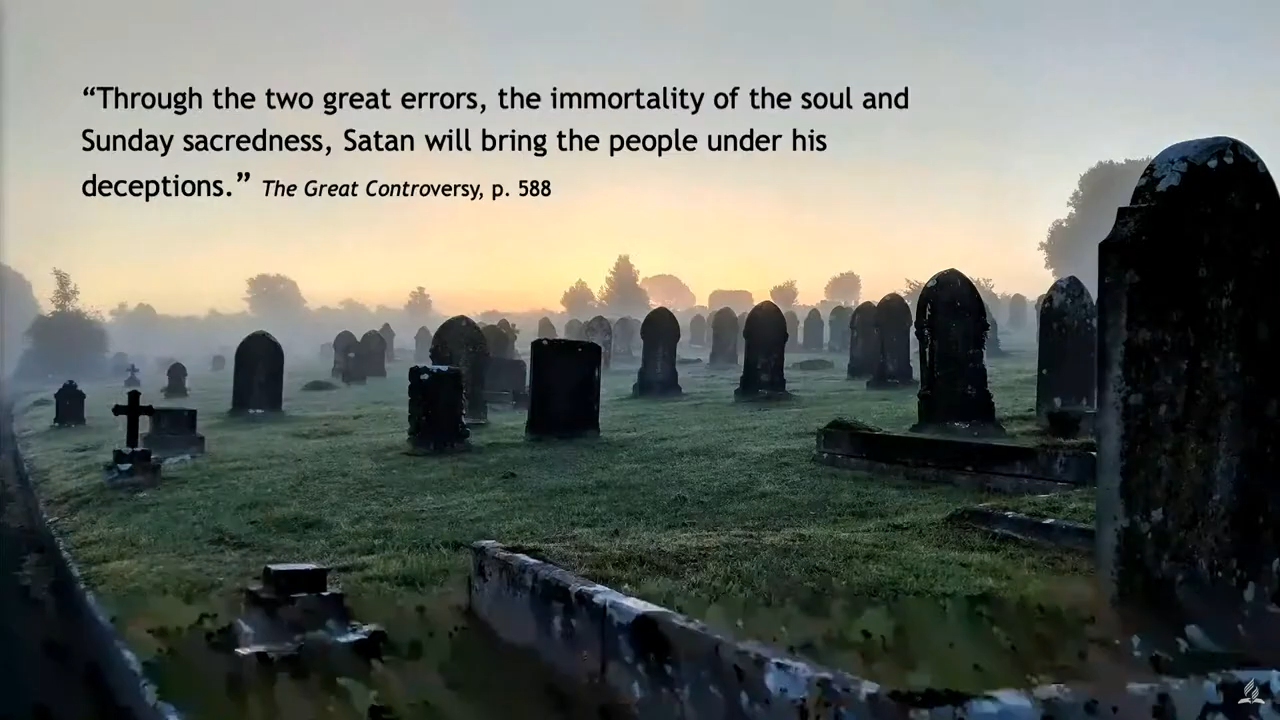 “Through the two great errors, the immortality of the soul and
Sunday sacredness, Satan will bring the people under his
deceptions.” The Great Controversy, p. 588